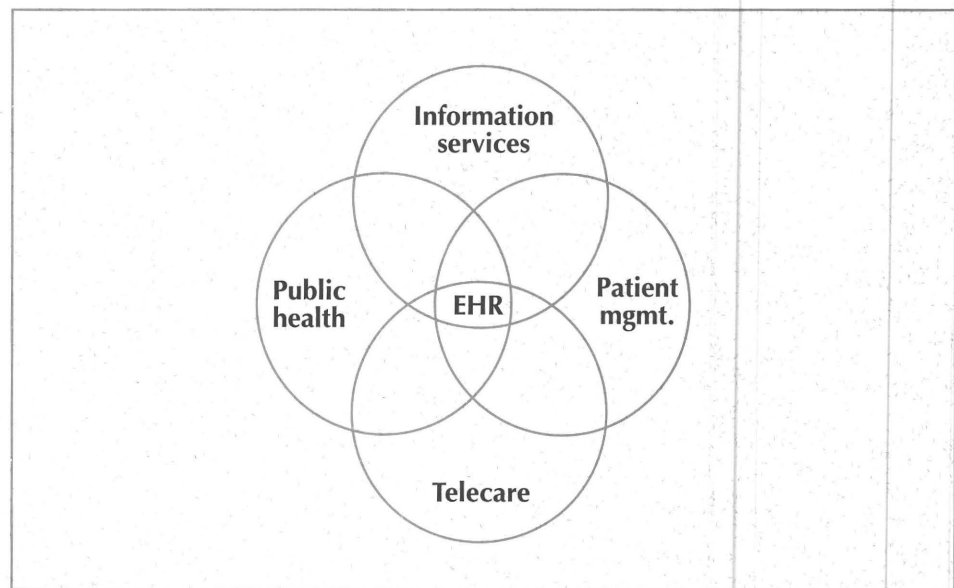 Information
services
Public
health
EHR
Patient
mgmt.
Telecare